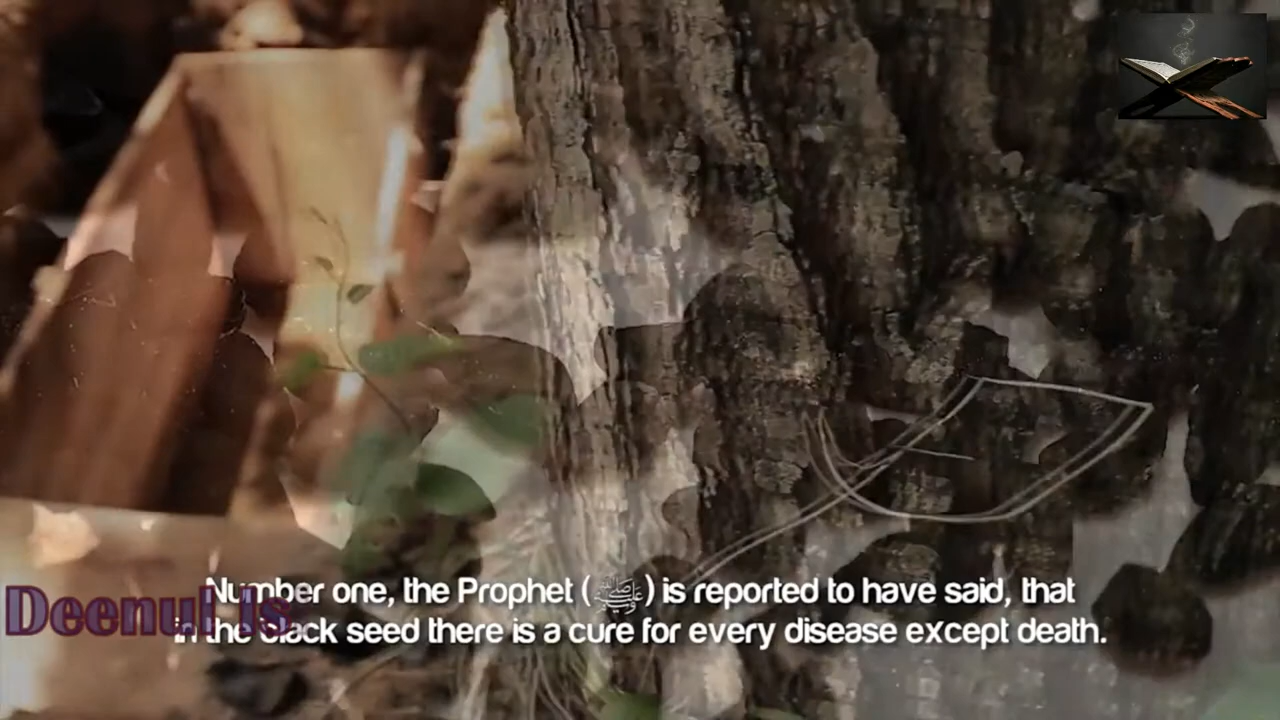 Number one, the Prophet (ﷺ) is reported to have said, that
in the black seed there is a cure for every disease except death.
Deenul Is